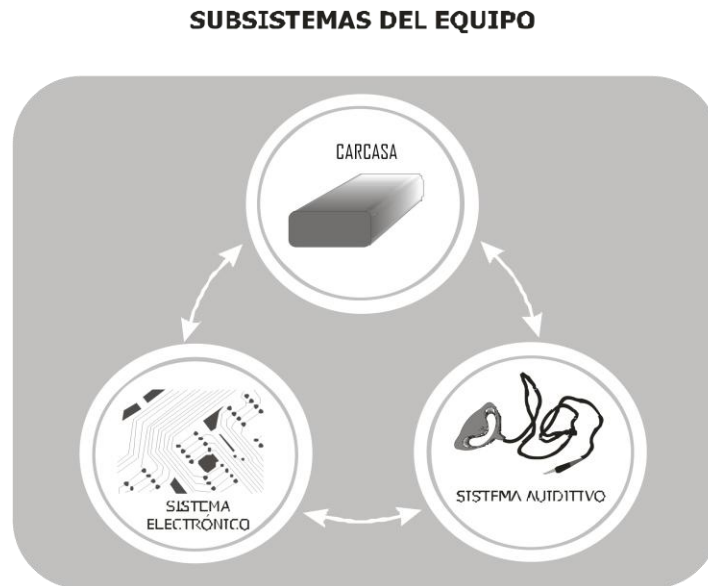 SUBSISTEMAS DEL EQUIPO
CARCASA
SISTEMA
ELECTRÓNICO
SISTEMA AUDITIVO